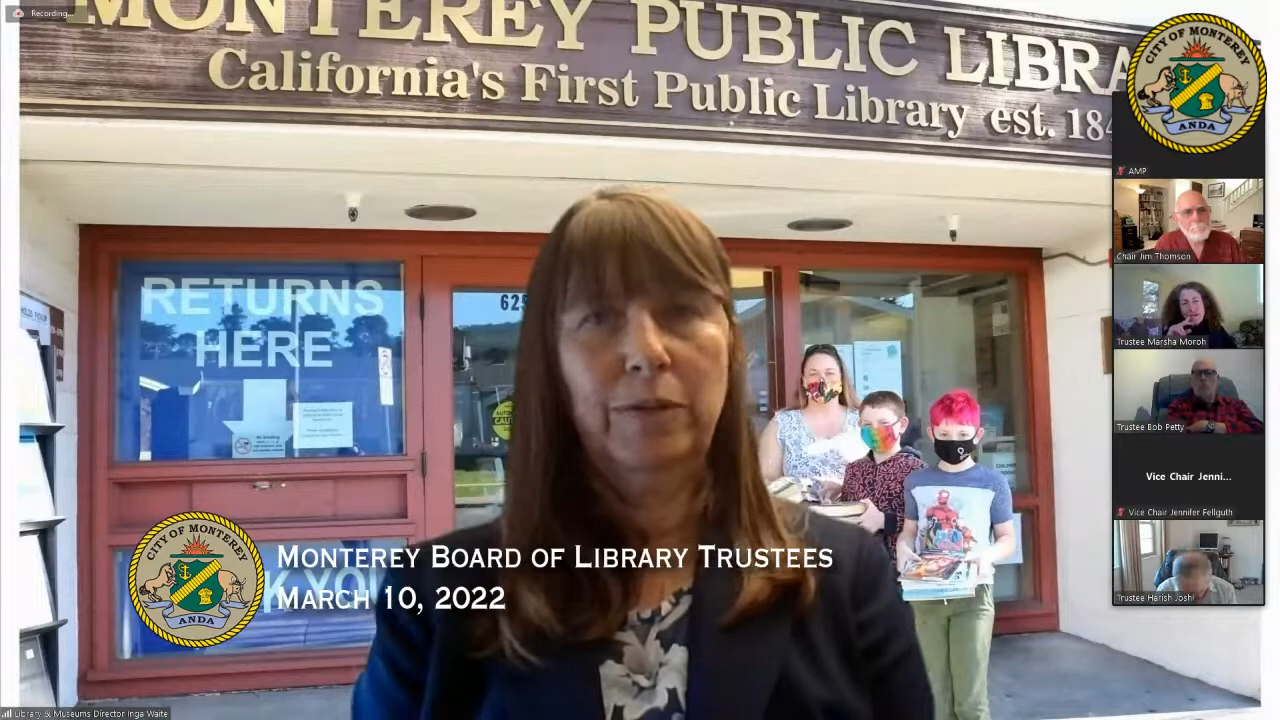 Recording...
MONTEREY PUBLIC LIBRA
California's First Public Library est. 184
CITY OF MONTEREY
ANDA
AMP
Chair Jim Thomson
Trustee Marsha Moroh
Trustee Bob Petty
Vice Chair Jenni...
Vice Chair Jennifer Fellguth
Trustee Harish Joshi
RETURNS
HERE
625
CITY OF MONTEREY
ANDA
MONTEREY BOARD OF LIBRARY TRUSTEES
MARCH 10, 2022
K YOU
Library & Museums Director Inga Waite